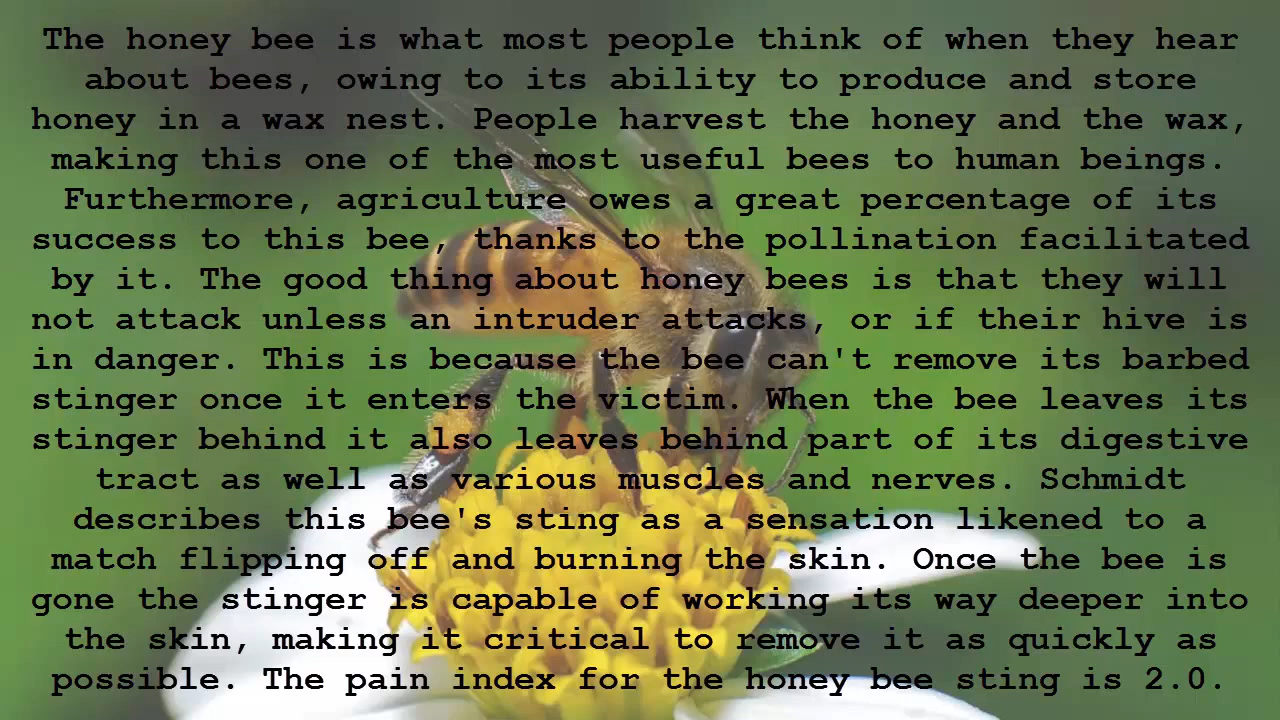 The honey bee is what most people think of when they hear
about bees, owing to its ability to produce and store
honey in a wax nest. People harvest the honey and the wax,
making this one of the most useful bees to human beings.
Furthermore, agriculture owes a great percentage of its
success to this bee, thanks to the pollination facilitated
by it. The good thing about honey bees is that they will
not attack unless an intruder attacks, or if their hive is
in danger. This is because the bee can't remove its barbed
stinger once it enters the victim. When the bee leaves its
stinger behind it also leaves behind part of its digestive
tract as well as various muscles and nerves. Schmidt
describes this bee's sting as a sensation likened to a
match flipping off and burning the skin. Once the bee is
gone the stinger is capable of working its way deeper into
the skin, making it critical to remove it as quickly as
possible. The pain index for the honey bee sting is 2.0.